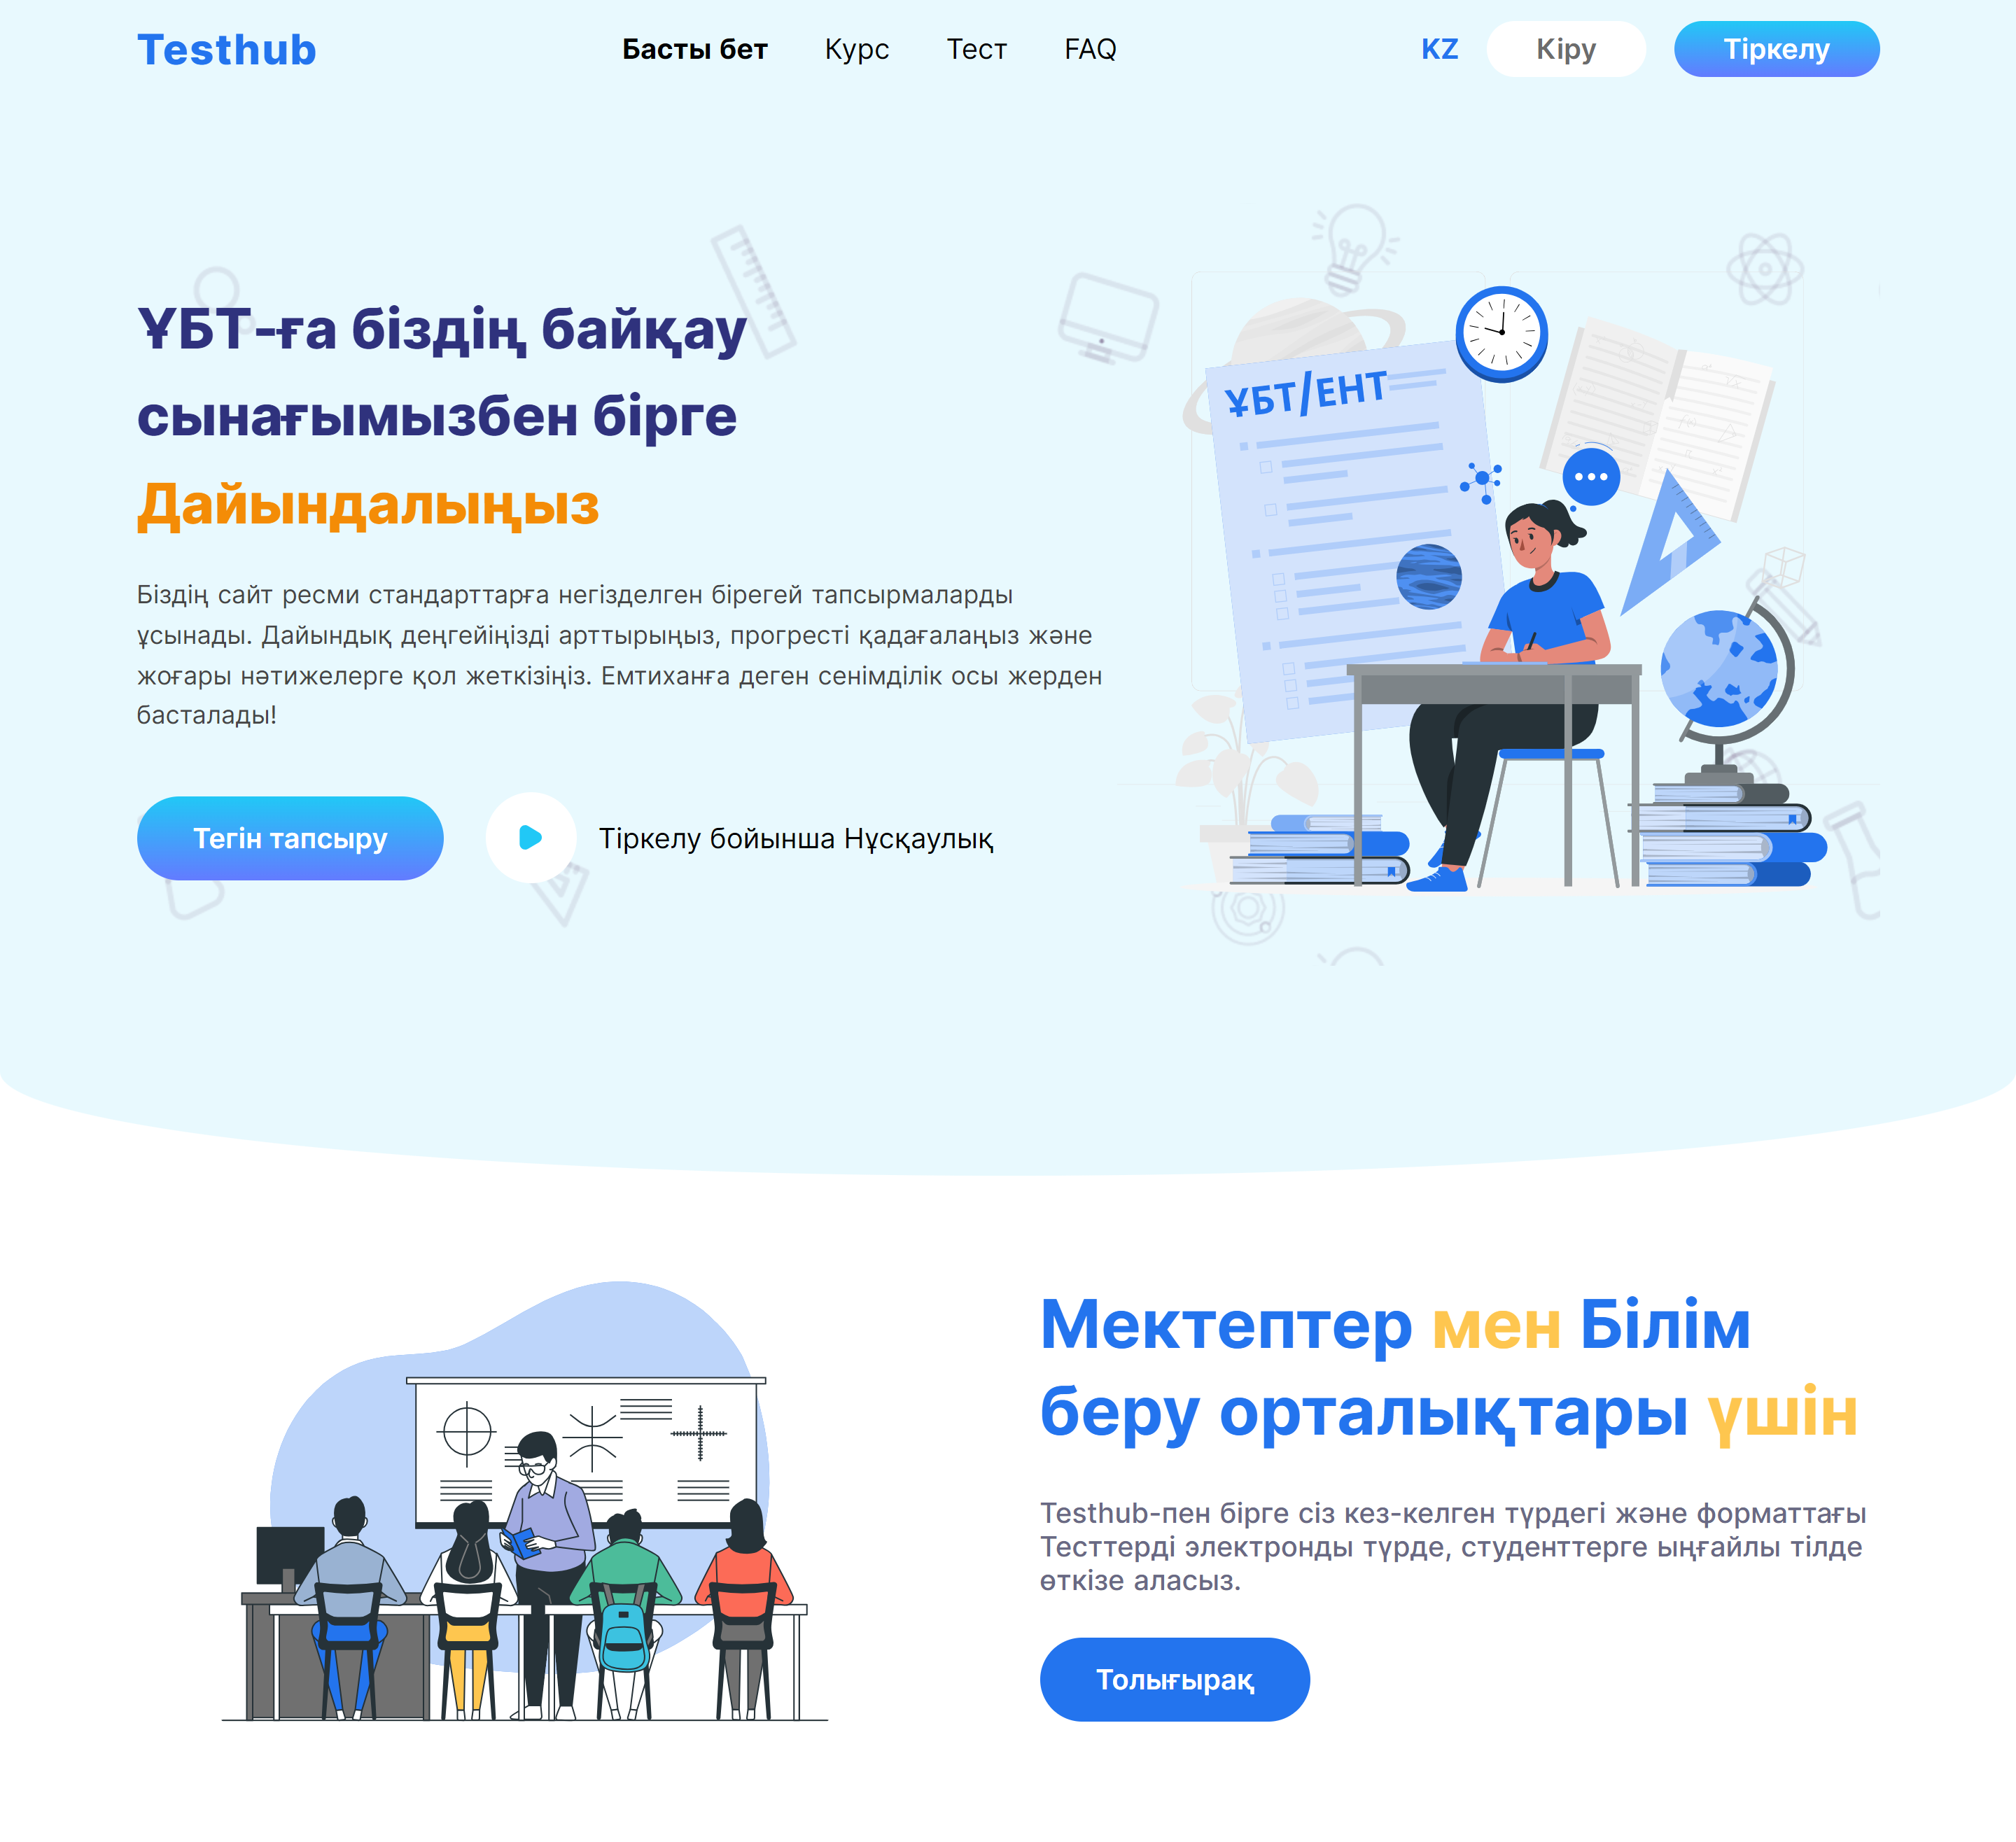 Testhub
Басты бет
Курс
Тест
FAQ
KZ
Кіру
Тіркелу
ҰБТ-ға біздің байқау
сынағымызбен бірге
Дайындалыңыз
Біздің сайт ресми стандарттарға негізделген бірегей тапсырмаларды
ұсынады. Дайындық деңгейіңізді арттырыңыз, прогресті қадағалаңыз және
жоғары нәтижелерге қол жеткізіңіз. Емтиханға деген сенімділік осы жерден
басталады!
Тегін тапсыру
Тіркелу бойынша Нұсқаулық
ҰБТ/ЕНТ
Мектептер мен Білім
беру орталықтары үшін
Testhub-пен бірге сіз кез-келген түрдегі және форматтағы
Тесттерді электронды түрде, студенттерге ыңғайлы тілде
өткізе аласыз.
Толығырақ